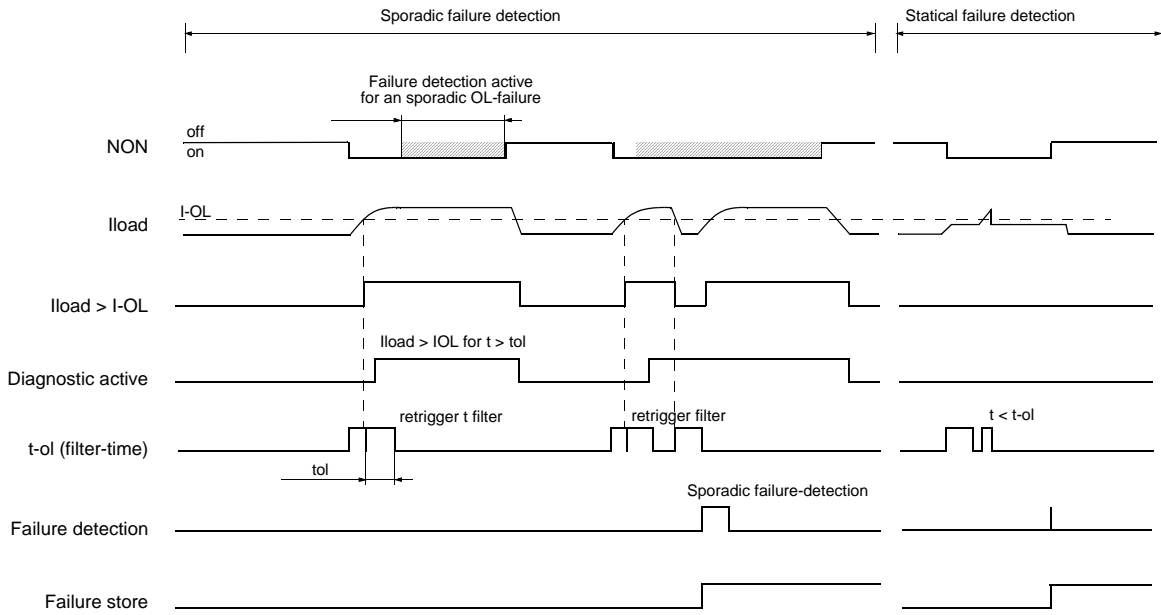 Sporadic failure detection
Statical failure detection
Failure detection active
for an sporadic OL-failure
NON
off
on
I-OL
Iload
Iload > I-OL
Iload > IOL for t > tol
Diagnostic active
retrigger t filter
retrigger filter
t < t-ol
t-ol (filter-time)
tol
Sporadic failure-detection
Failure detection
Failure store